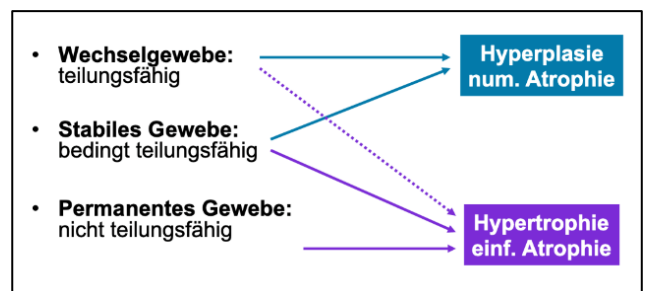 • Wechselgewebe:
teilungsfähig
Hyperplasie
num. Atrophie
• Stabiles Gewebe:
bedingt teilungsfähig
• Permanentes Gewebe:
nicht teilungsfähig
Hypertrophie
einf. Atrophie